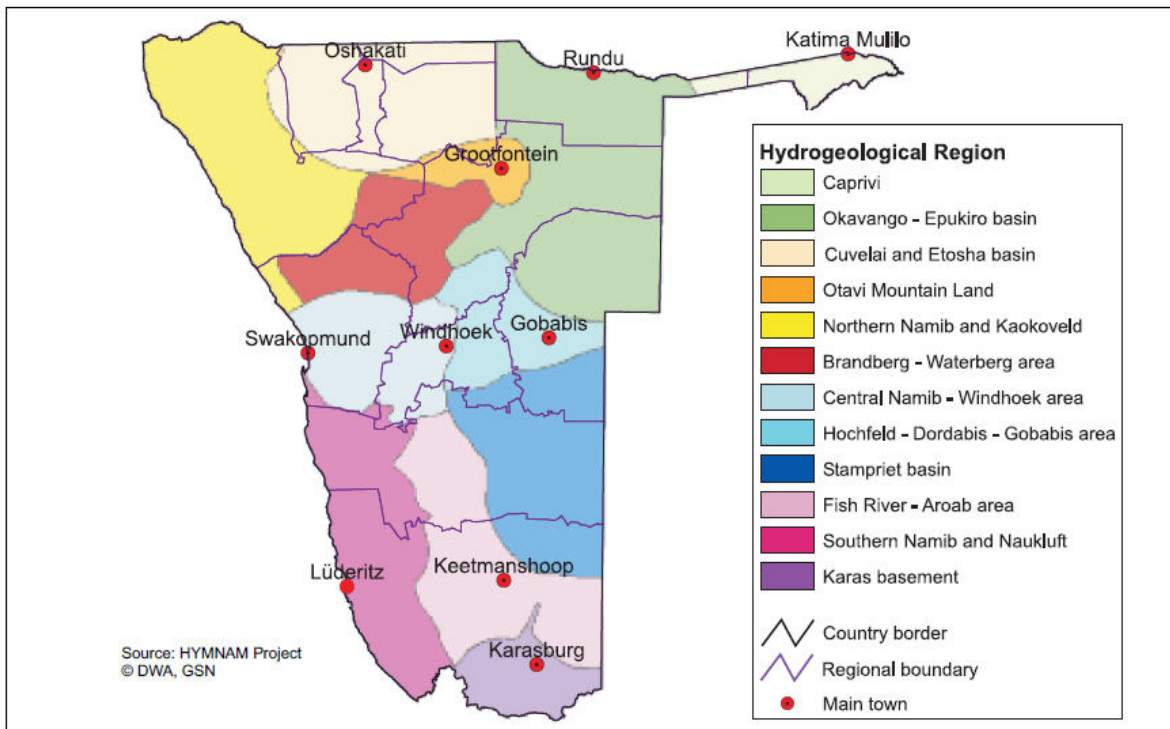 Oshakati
Rundu
Katima Mulilo
Grootfontein
Swakopmund
Windhoek
Gobabis
Lüderitz
Keetmanshoop
Karasburg
Source: HYMNAM Project
© DWA, GSN
Hydrogeological Region
Caprivi
Okavango - Epukiro basin
Cuvelai and Etosha basin
Otavi Mountain Land
Northern Namib and Kaokoveld
Brandberg - Waterberg area
Central Namib - Windhoek area
Hochfeld - Dordabis - Gobabis area
Stampriet basin
Fish River - Aroab area
Southern Namib and Naukluft
Karas basement
Country border
Regional boundary
Main town